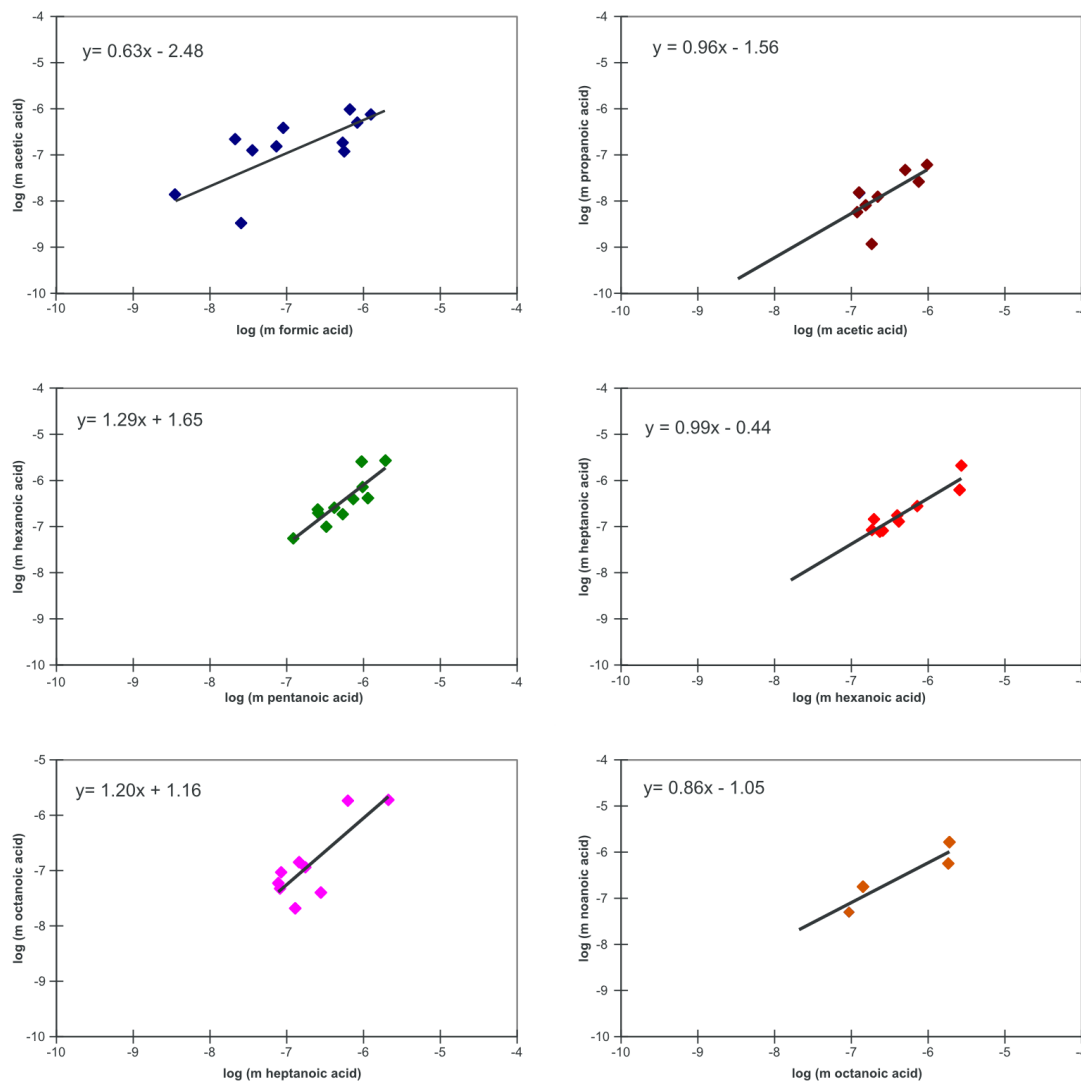 y= 0.63x - 2.48
-4
-5
-6
-7
-8
-9
-10
log (m acetic acid)
-10 -9 -8 -7 -6 -5 -4
log (m formic acid)
y = 0.96x - 1.56
-4
-5
-6
-7
-8
-9
-10
log (m propanoic acid)
-10 -9 -8 -7 -6 -5 -4
log (m acetic acid)
y= 1.29x + 1.65
-4
-5
-6
-7
-8
-9
-10
log (m hexanoic acid)
-10 -9 -8 -7 -6 -5 -4
log (m pentanoic acid)
y = 0.99x - 0.44
-4
-5
-6
-7
-8
-9
-10
log (m heptanoic acid)
-10 -9 -8 -7 -6 -5 -4
log (m hexanoic acid)
y= 1.20x + 1.16
-5
-6
-7
-8
-9
-10
log (m octanoic acid)
-10 -9 -8 -7 -6 -5 -4
log (m heptanoic acid)
y= 0.86x - 1.05
-4
-5
-6
-7
-8
-9
-10
log (m noanoic acid)
-10 -9 -8 -7 -6 -5 -4
log (m octanoic acid)